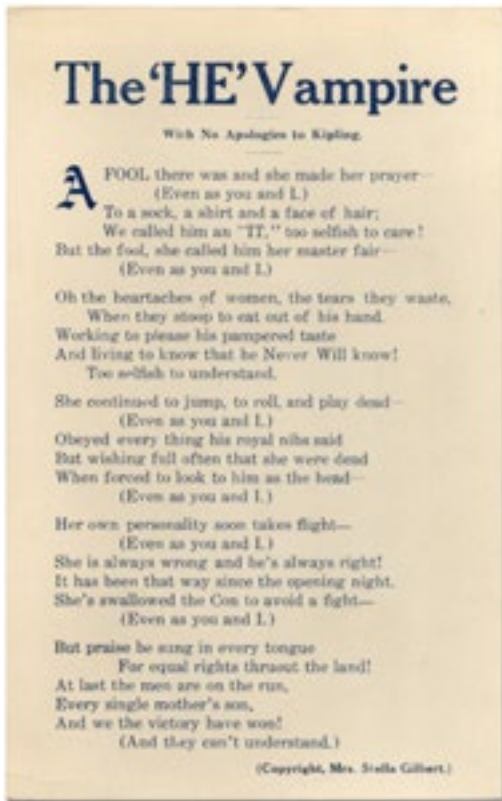 The 'HE' Vampire
With No Apologies to Kipling.
A FOOL there was and she made her prayer—
(Even as you and I.)
To a sock, a shirt and a face of hair;
We called him an "IT," too selfish to care!
But the fool, she called him her master fair—
(Even as you and I.)
Oh the heartaches of women, the tears they waste,
When they stoop to eat out of his hand.
Working to please his pampered taste
And living to know that he Never Will know!
Too selfish to understand.
She continued to jump, to roll, and play dead—
(Even as you and I.)
Obeyed every thing his royal nibs said
But wishing full often that she were dead
When forced to look to him as the head—
(Even as you and I.)
Her own personality soon takes flight—
(Even as you and I.)
She is always wrong and he's always right!
It has been that way since the opening night.
She's swallowed the Con to avoid a fight—
(Even as you and I.)
But praise be sung in every tongue
For equal rights thruout the land!
At last the men are on the run,
Every single mother's son,
And we the victory have won!
(And they can't understand.)
(Copyright, Mrs. Stella Gilbert.)